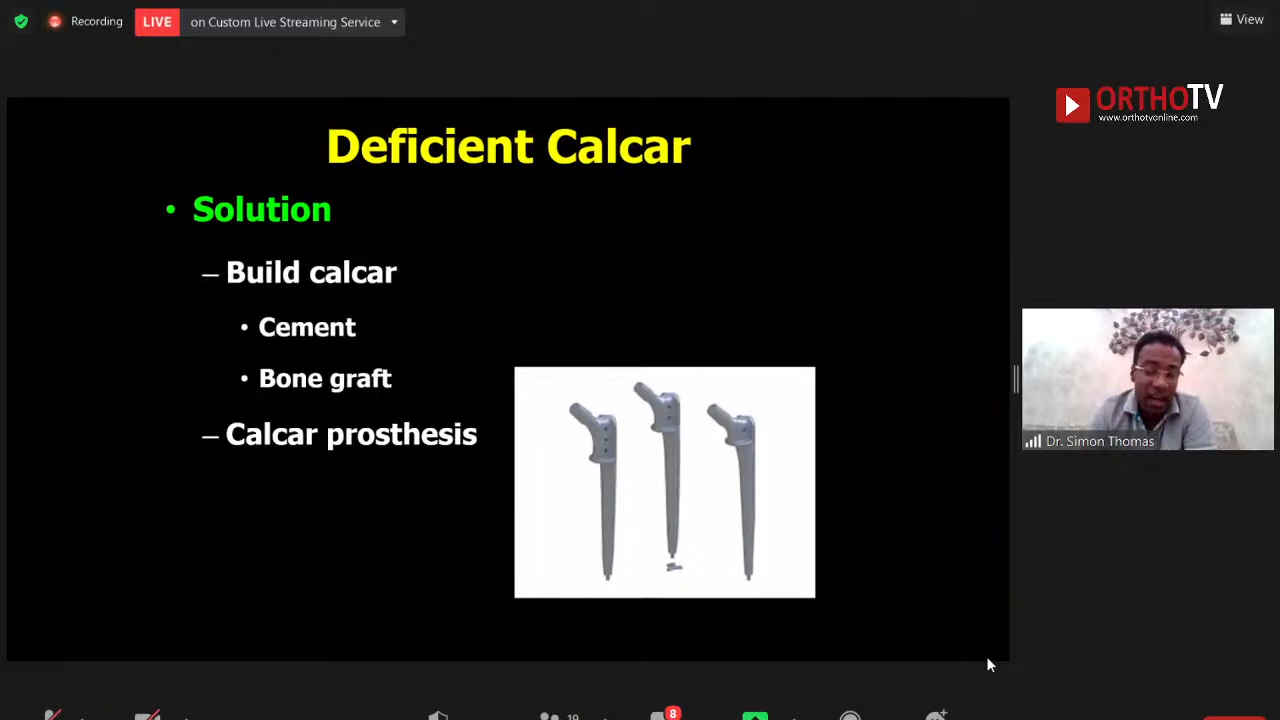 Recording
LIVE on Custom Live Streaming Service
View
ORTHOTV
www.orthotvonline.com
Deficient Calcar
• Solution
– Build calcar
• Cement
• Bone graft
– Calcar prosthesis
Dr. Simon Thomas
19
8